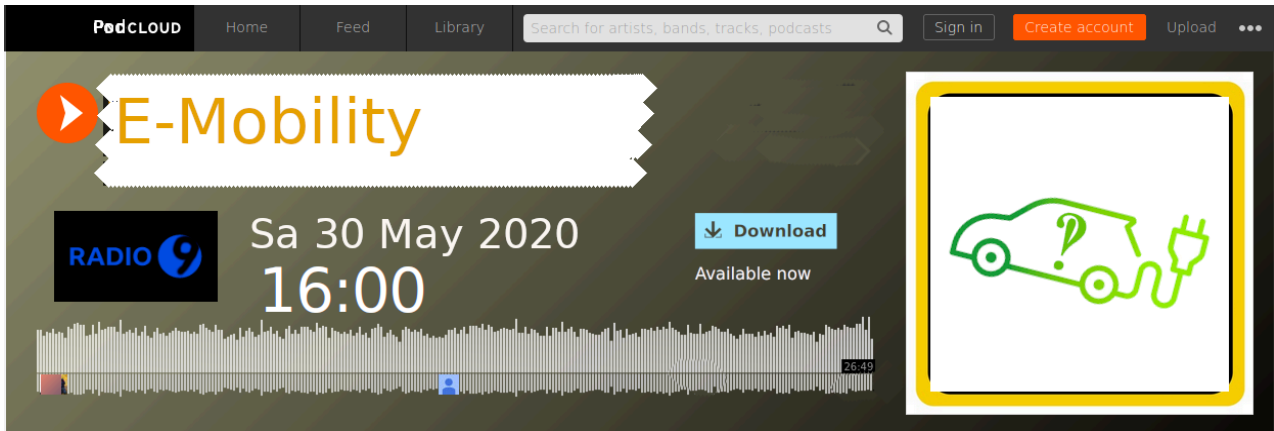 PodCLOUD Home Feed Library Search for artists, bands, tracks, podcasts Sign in Create account Upload
E-Mobility
RADIO 9
Sa 30 May 2020
16:00
Download
Available now
26:49